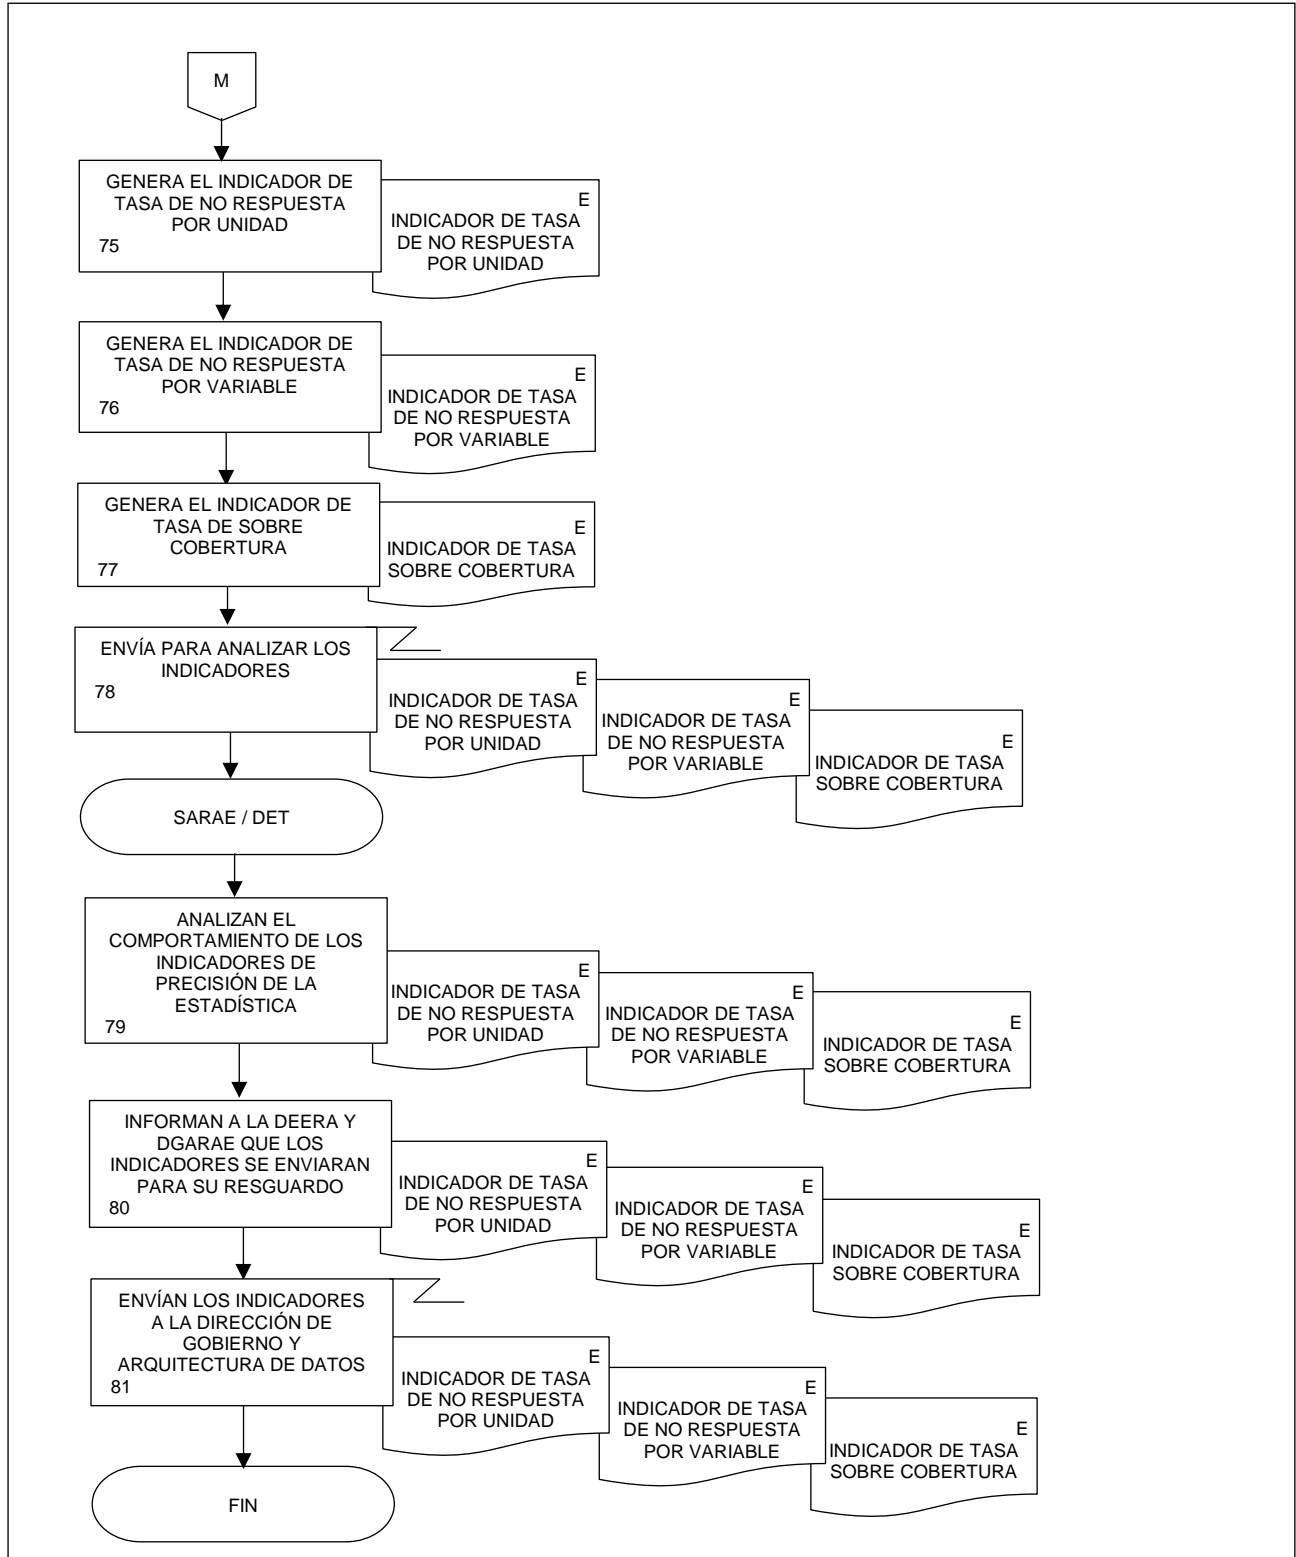 M
GENERA EL INDICADOR DE
TASA DE NO RESPUESTA
POR UNIDAD
75
E
INDICADOR DE TASA
DE NO RESPUESTA
POR UNIDAD
GENERA EL INDICADOR DE
TASA DE NO RESPUESTA
POR VARIABLE
76
E
INDICADOR DE TASA
DE NO RESPUESTA
POR VARIABLE
GENERA EL INDICADOR DE
TASA DE SOBRE
COBERTURA
77
E
INDICADOR DE TASA
SOBRE COBERTURA
ENVÍA PARA ANALIZAR LOS
INDICADORES
78
E
INDICADOR DE TASA
DE NO RESPUESTA
POR UNIDAD
E
INDICADOR DE TASA
DE NO RESPUESTA
POR VARIABLE
E
INDICADOR DE TASA
SOBRE COBERTURA
SARAE / DET
ANALIZAN EL
COMPORTAMIENTO DE LOS
INDICADORES DE
PRECISIÓN DE LA
ESTADÍSTICA
79
E
INDICADOR DE TASA
DE NO RESPUESTA
POR UNIDAD
E
INDICADOR DE TASA
DE NO RESPUESTA
POR VARIABLE
E
INDICADOR DE TASA
SOBRE COBERTURA
INFORMAN A LA DEERA Y
DGARAE QUE LOS
INDICADORES SE ENVIARAN
PARA SU RESGUARDO
80
E
INDICADOR DE TASA
DE NO RESPUESTA
POR UNIDAD
E
INDICADOR DE TASA
DE NO RESPUESTA
POR VARIABLE
E
INDICADOR DE TASA
SOBRE COBERTURA
ENVÍAN LOS INDICADORES
A LA DIRECCIÓN DE
GOBIERNO Y
ARQUITECTURA DE DATOS
81
E
INDICADOR DE TASA
DE NO RESPUESTA
POR UNIDAD
E
INDICADOR DE TASA
DE NO RESPUESTA
POR VARIABLE
E
INDICADOR DE TASA
SOBRE COBERTURA
FIN